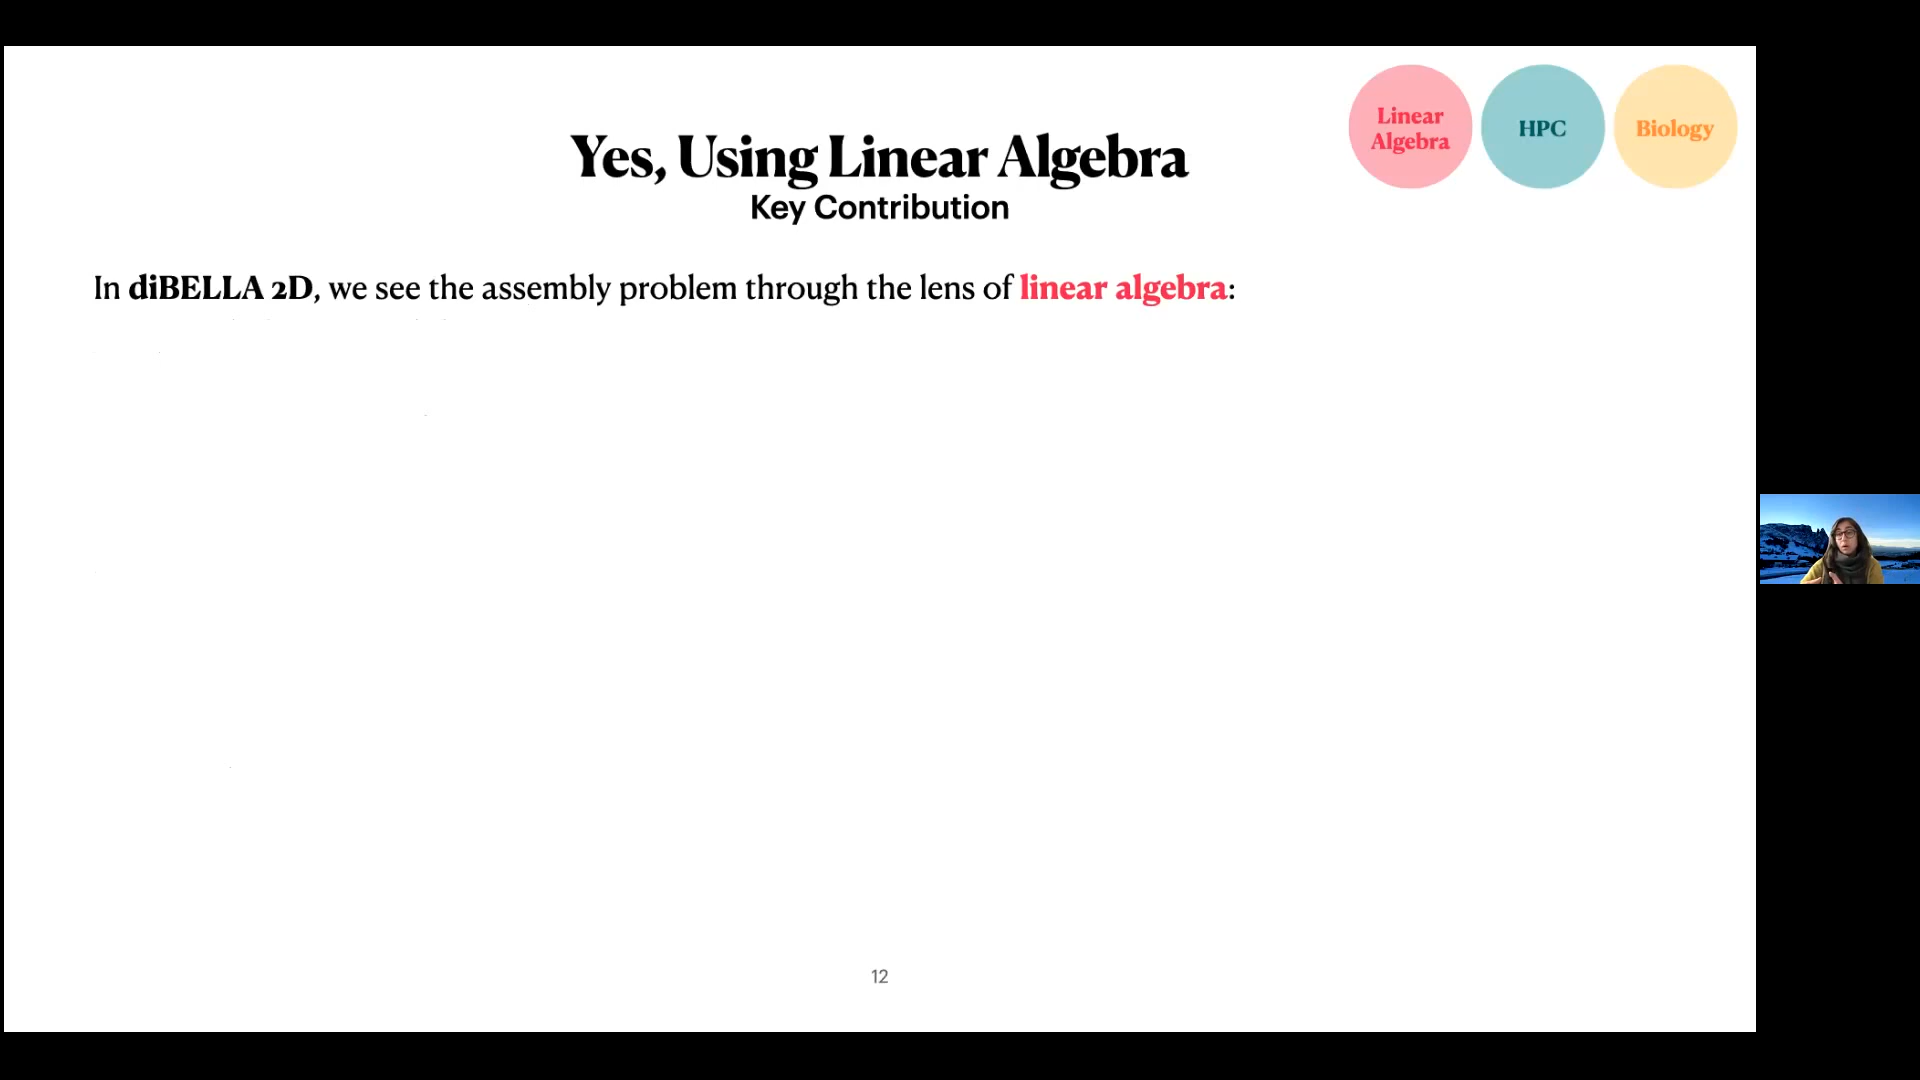 Linear
Algebra
HPC
Biology
Yes, Using Linear Algebra
Key Contribution
In diBELLA 2D, we see the assembly problem through the lens of linear algebra:
12